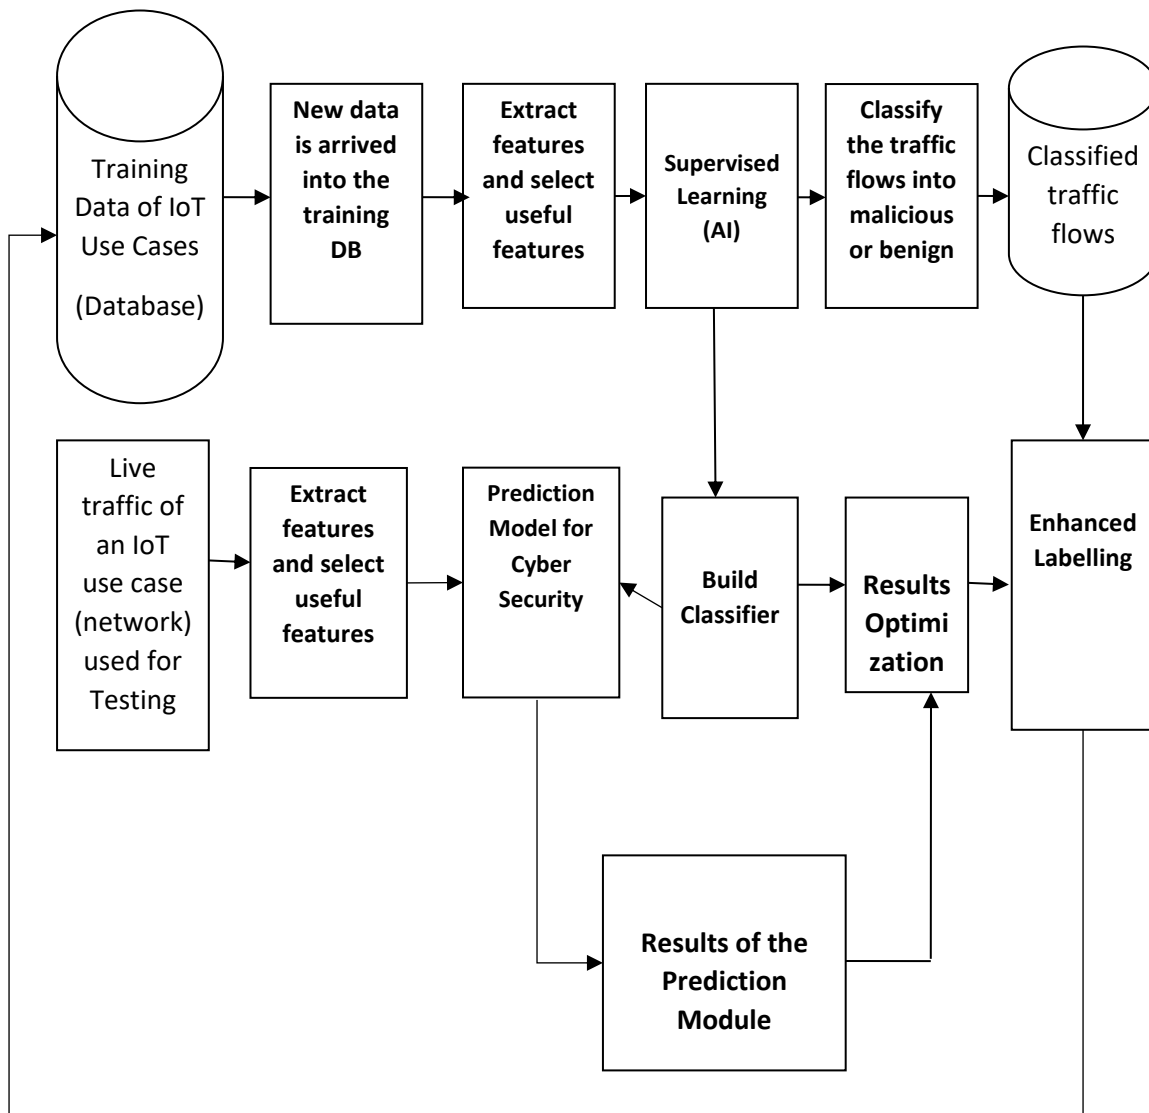 Training
Data of IoT
Use Cases
(Database)
New data
is arrived
into the
training
DB
Extract
features
and select
useful
features
Supervised
Learning
(AI)
Classify
the traffic
flows into
malicious
or benign
Classified
traffic
flows
Live
traffic of
an IoT
use case
(network)
used for
Testing
Extract
features
and select
useful
features
Prediction
Model for
Cyber
Security
Build
Classifier
Results
Optimi
zation
Enhanced
Labelling
Results of the
Prediction
Module